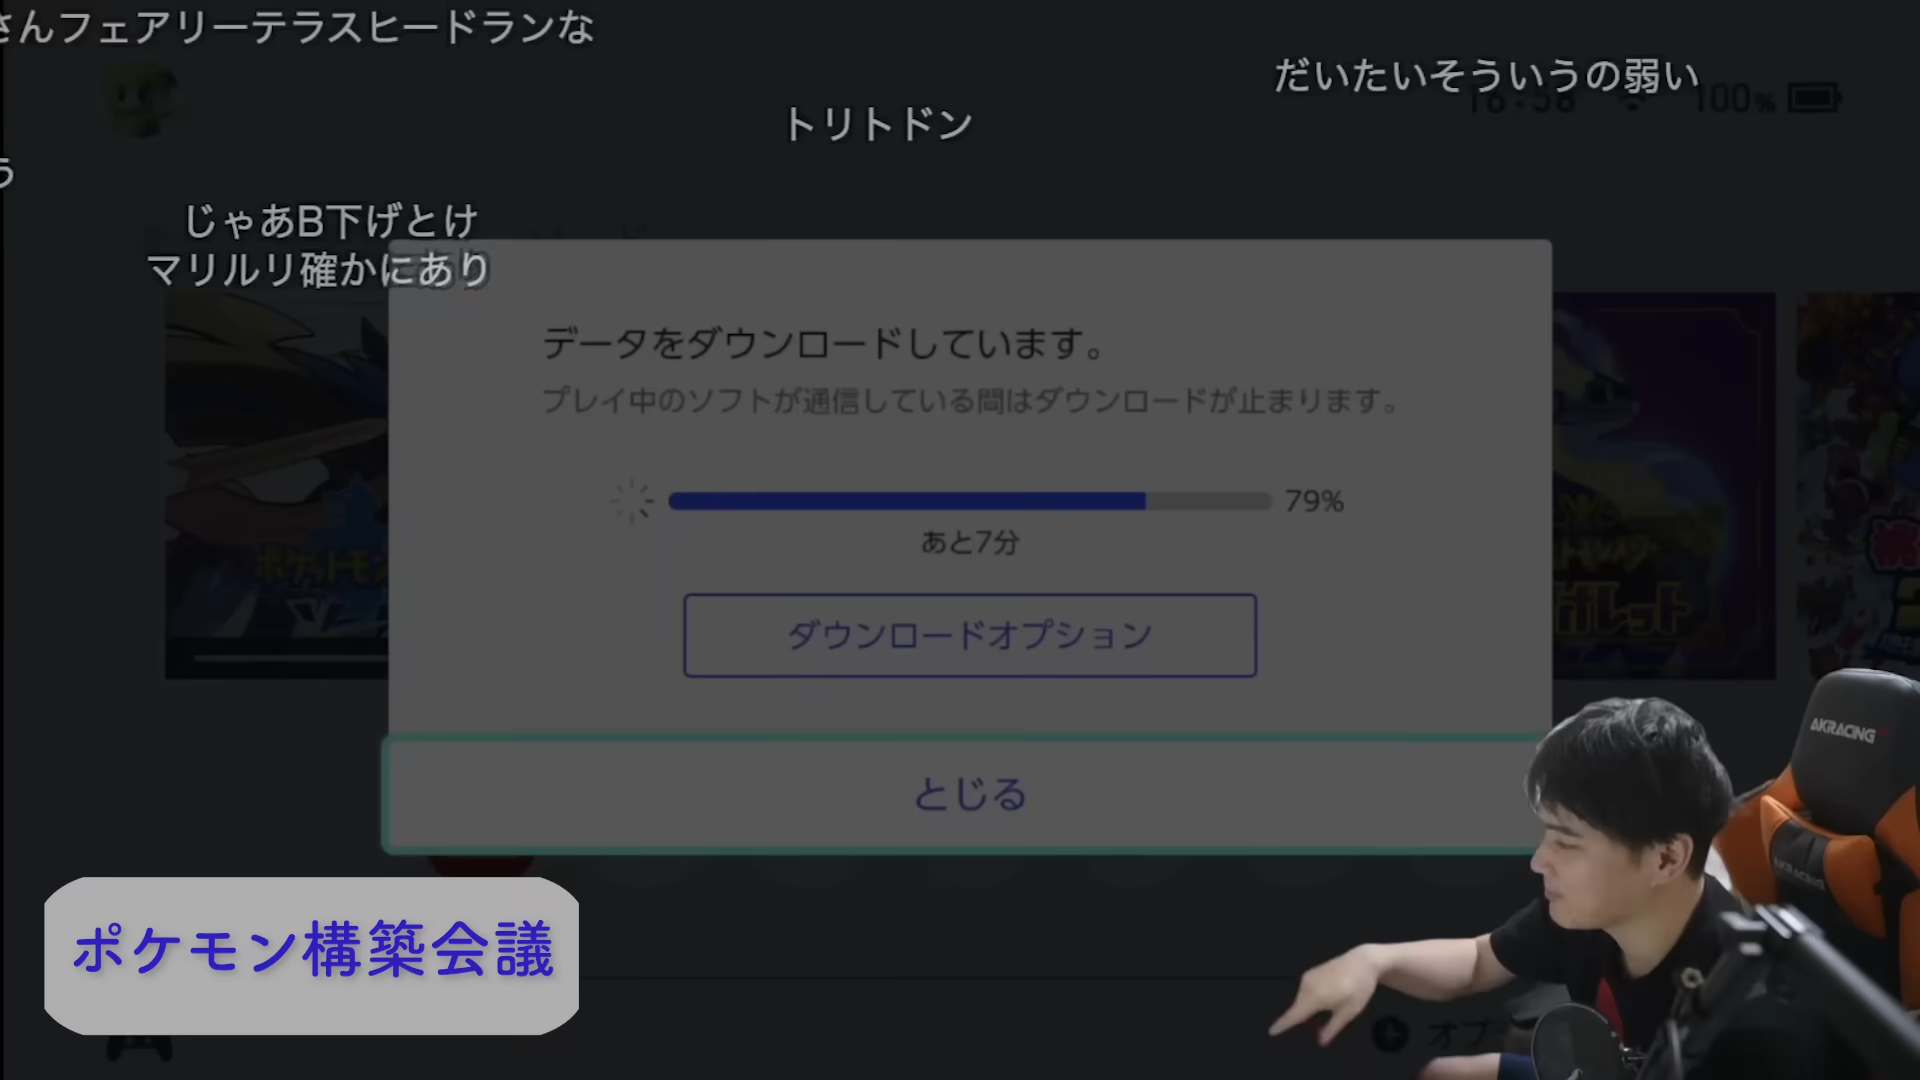 さんフェアリーテラスヒードランな
だいたいそういうの弱い
16:58 100%
トリトドン
う
じゃあB下げとけ
マリルリ確かにあり
データをダウンロードしています。
プレイ中のソフトが通信している間はダウンロードが止まります。
79%
あと7分
ダウンロードオプション
とじる
AKRACING
AKRACING
ポケモン構築会議